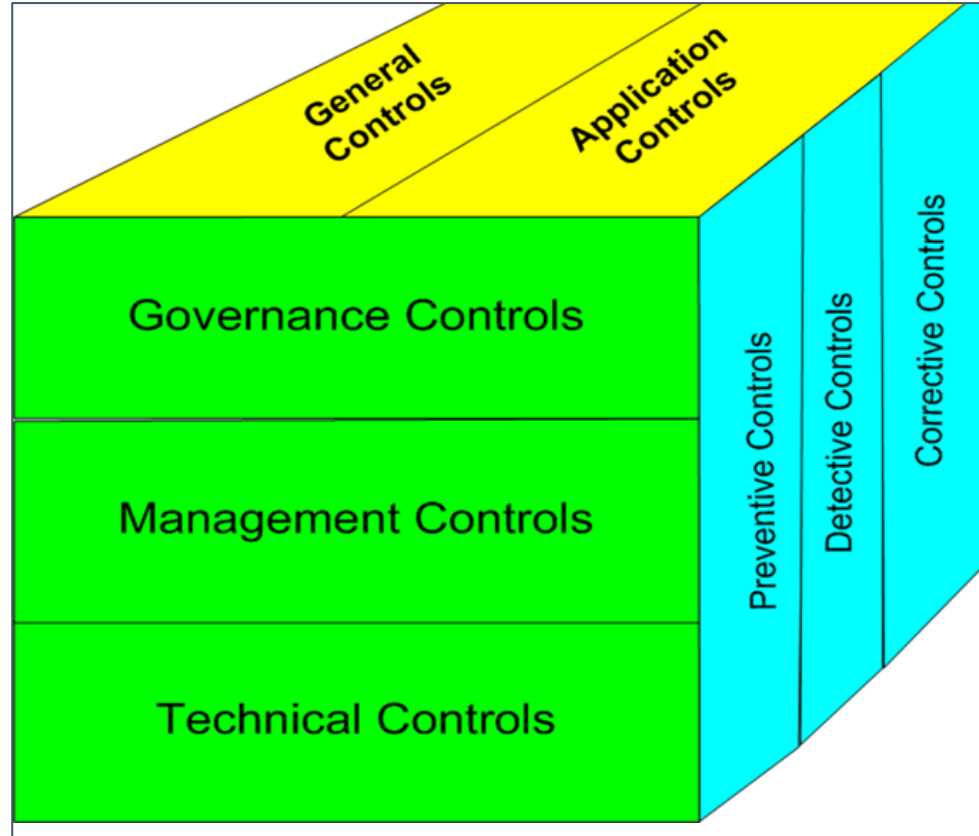 General
Controls
Application
Controls
Governance Controls
Management Controls
Technical Controls
Preventive Controls
Detective Controls
Corrective Controls